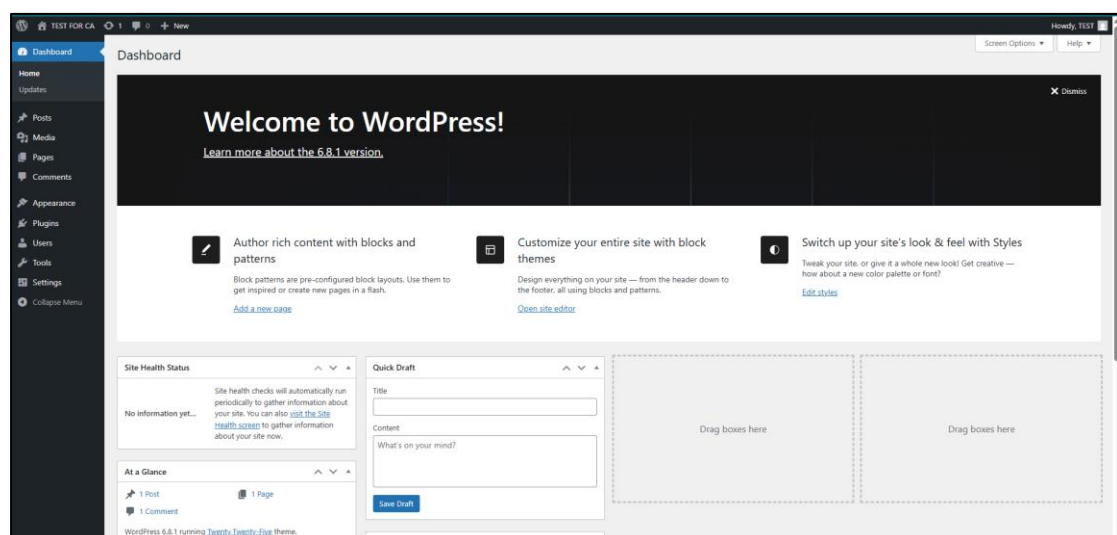 TEST FOR CA 1 0 + New
Howdy, TEST
Screen Options ▼ Help ▼
Dashboard
Home
Updates
Posts
Media
Pages
Comments
Appearance
Plugins
Users
Tools
Settings
Collapse Menu
Dashboard
Dismiss
Welcome to WordPress!
Learn more about the 6.8.1 version.
Author rich content with blocks and
patterns
Block patterns are pre-configured block layouts. Use them to
get inspired or create new pages in a flash.
Add a new page
Customize your entire site with block
themes
Design everything on your site — from the header down to
the footer, all using blocks and patterns.
Open site editor
Switch up your site's look & feel with Styles
Tweak your site, or give it a whole new look! Get creative —
how about a new color palette or font?
Edit styles
Site Health Status
No information yet...
Site health checks will automatically run
periodically to gather information about
your site. You can also visit the Site
Health screen to gather information
about your site now.
At a Glance
1 Post 1 Page
1 Comment
WordPress 6.8.1 running Twenty Twenty-Five theme.
Quick Draft
Title
Content
What's on your mind?
Save Draft
Drag boxes here
Drag boxes here